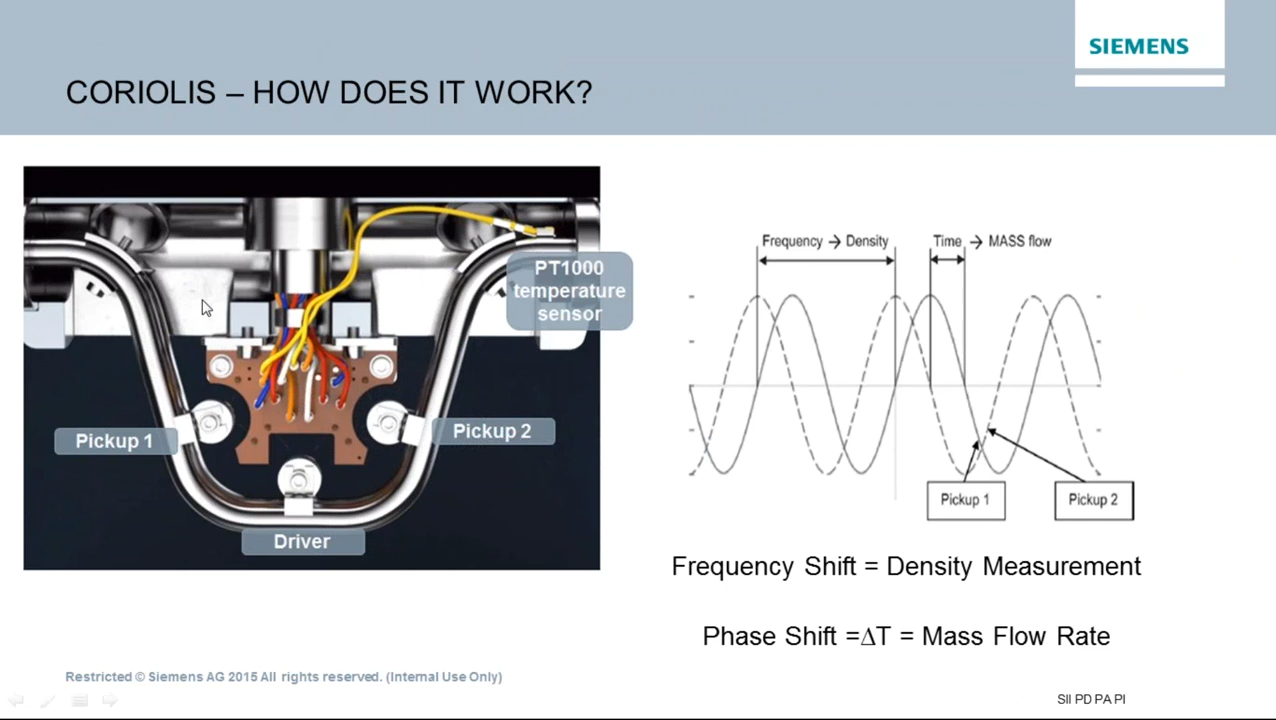 SIEMENS
CORIOLIS – HOW DOES IT WORK?
PT1000
temperature
sensor
Pickup 1
Pickup 2
Driver
Frequency → Density
Time → MASS flow
Pickup 1
Pickup 2
Frequency Shift = Density Measurement
Phase Shift =∆T = Mass Flow Rate
Restricted © Siemens AG 2015 All rights reserved. (Internal Use Only)
SII PD PA PI